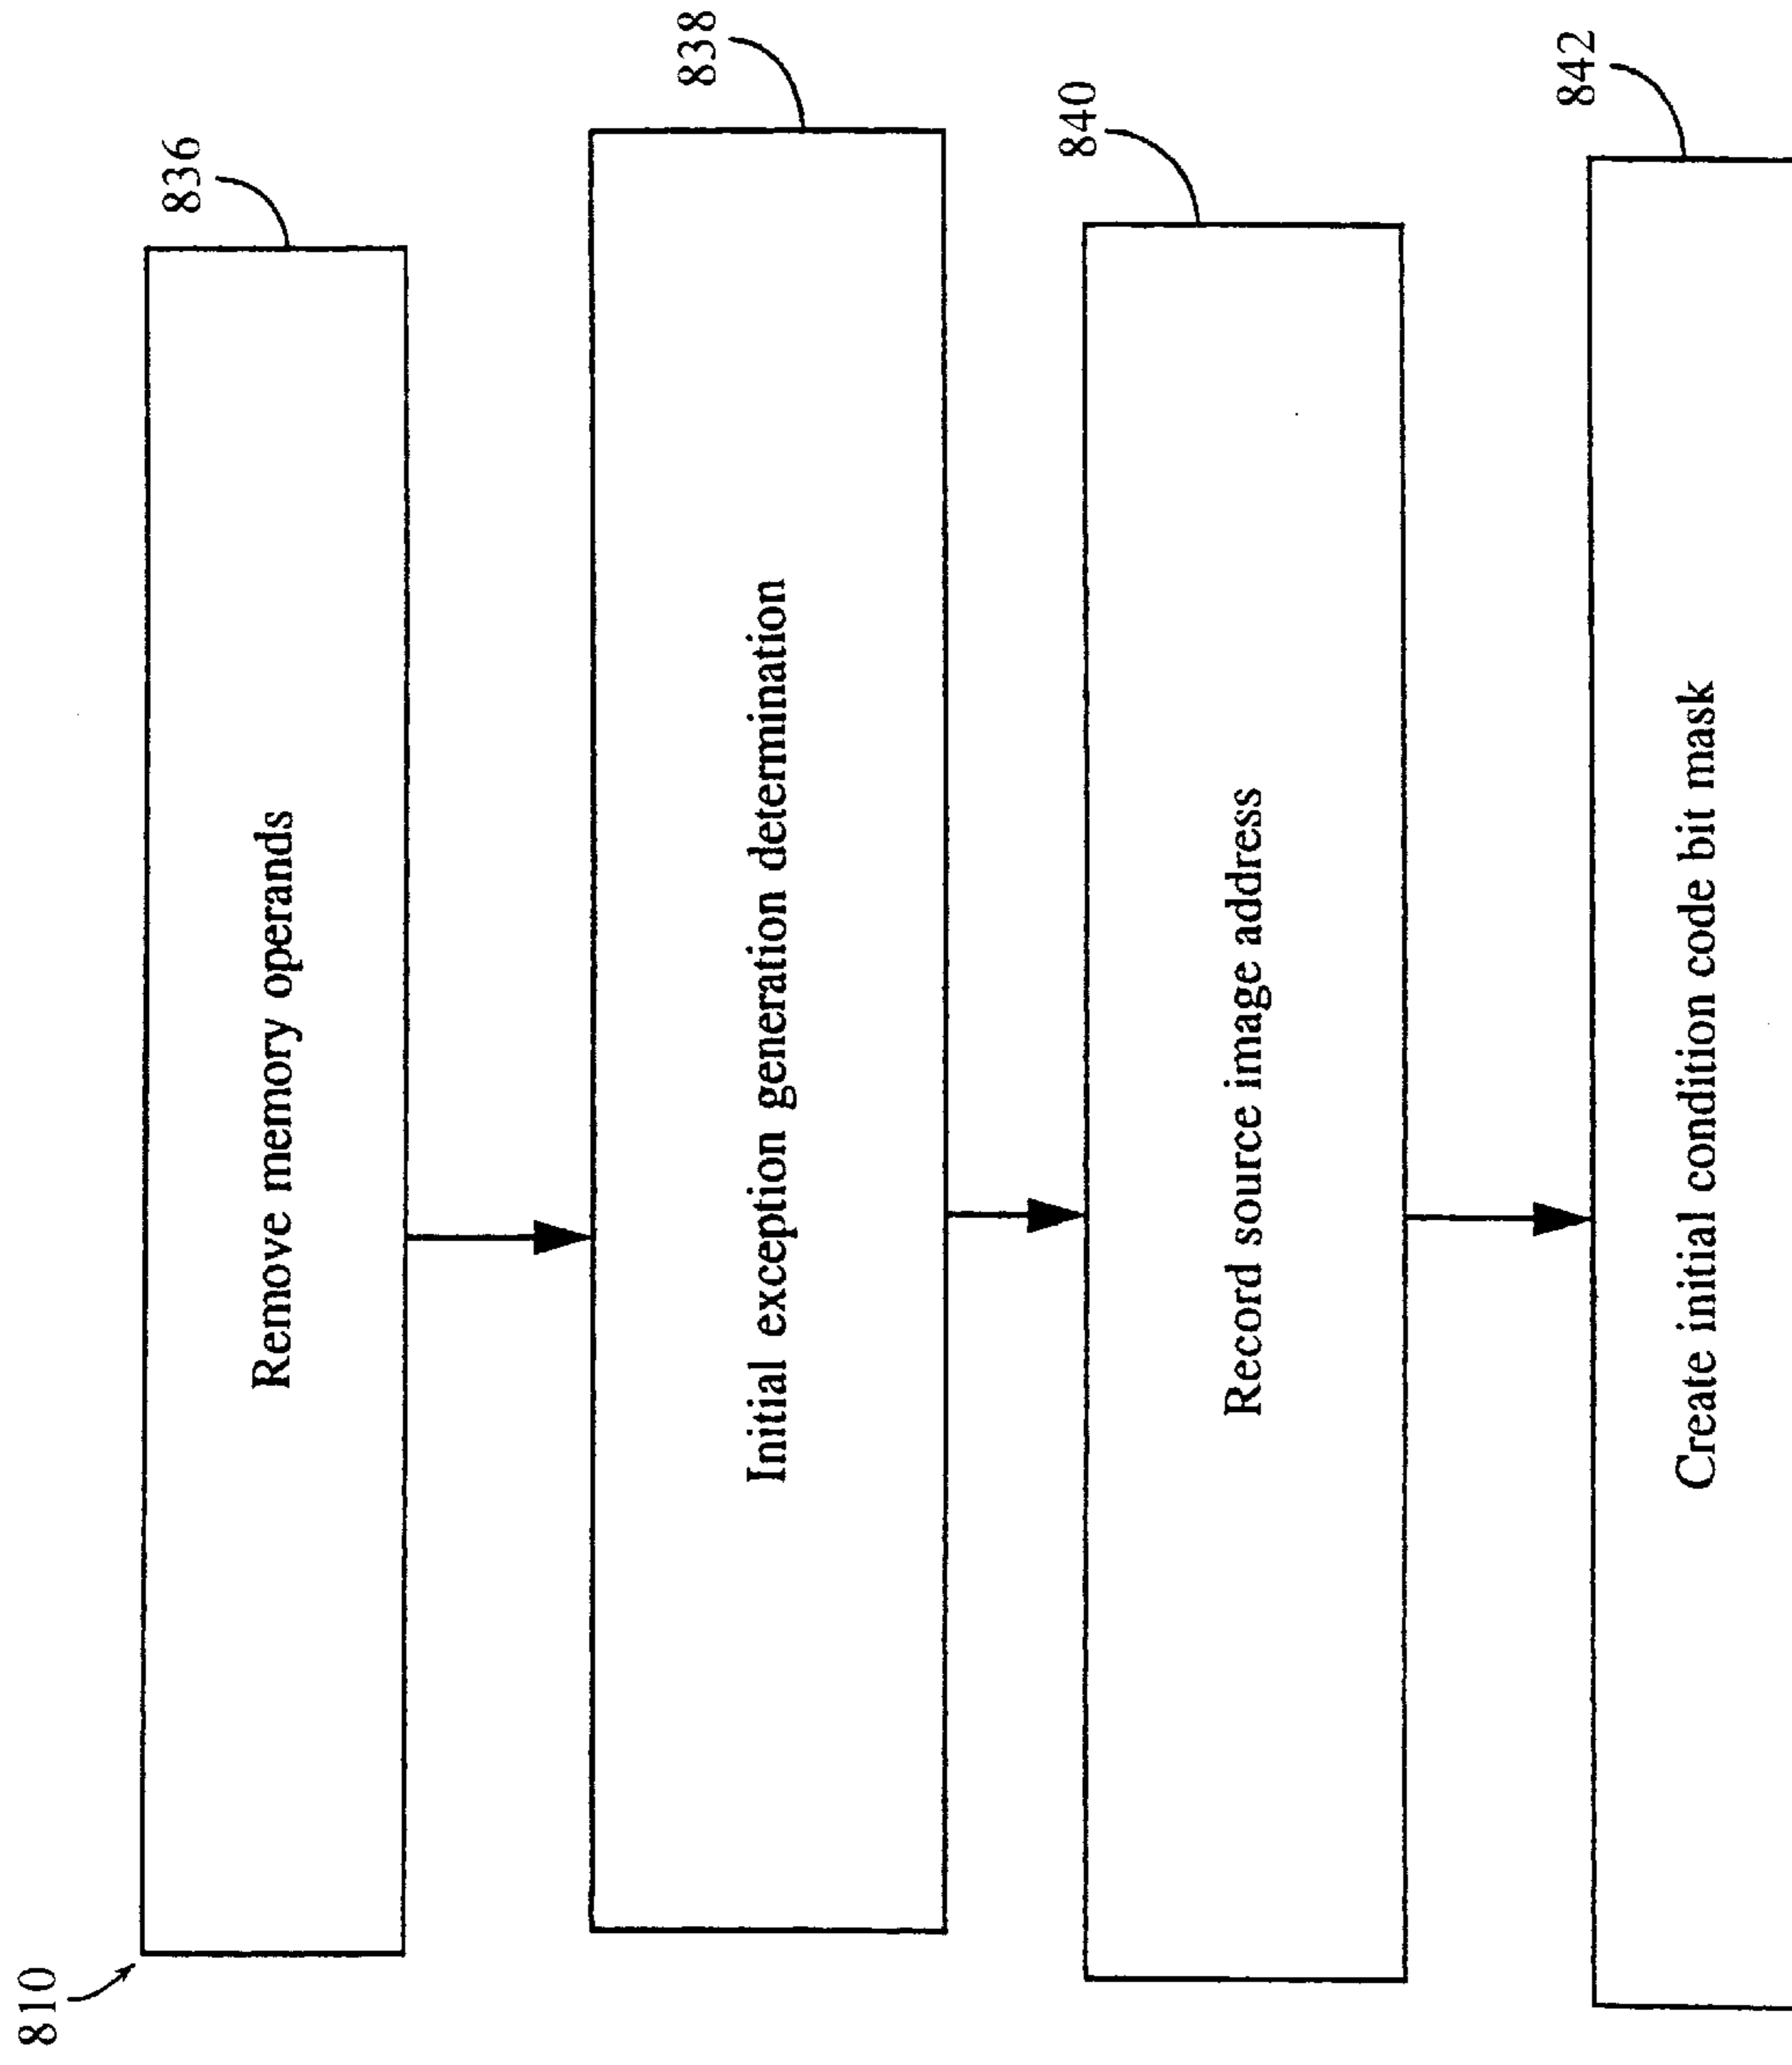 810
836
Remove memory operands
838
Initial exception generation determination
840
Record source image address
842
Create initial condition code bit mask